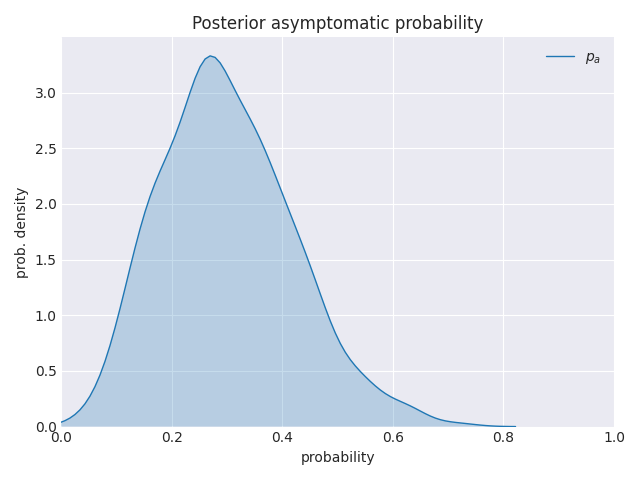 Posterior asymptomatic probability
pₐ
prob. density
3.0
2.5
2.0
1.5
1.0
0.5
0.0
0.0 0.2 0.4 0.6 0.8 1.0
probability